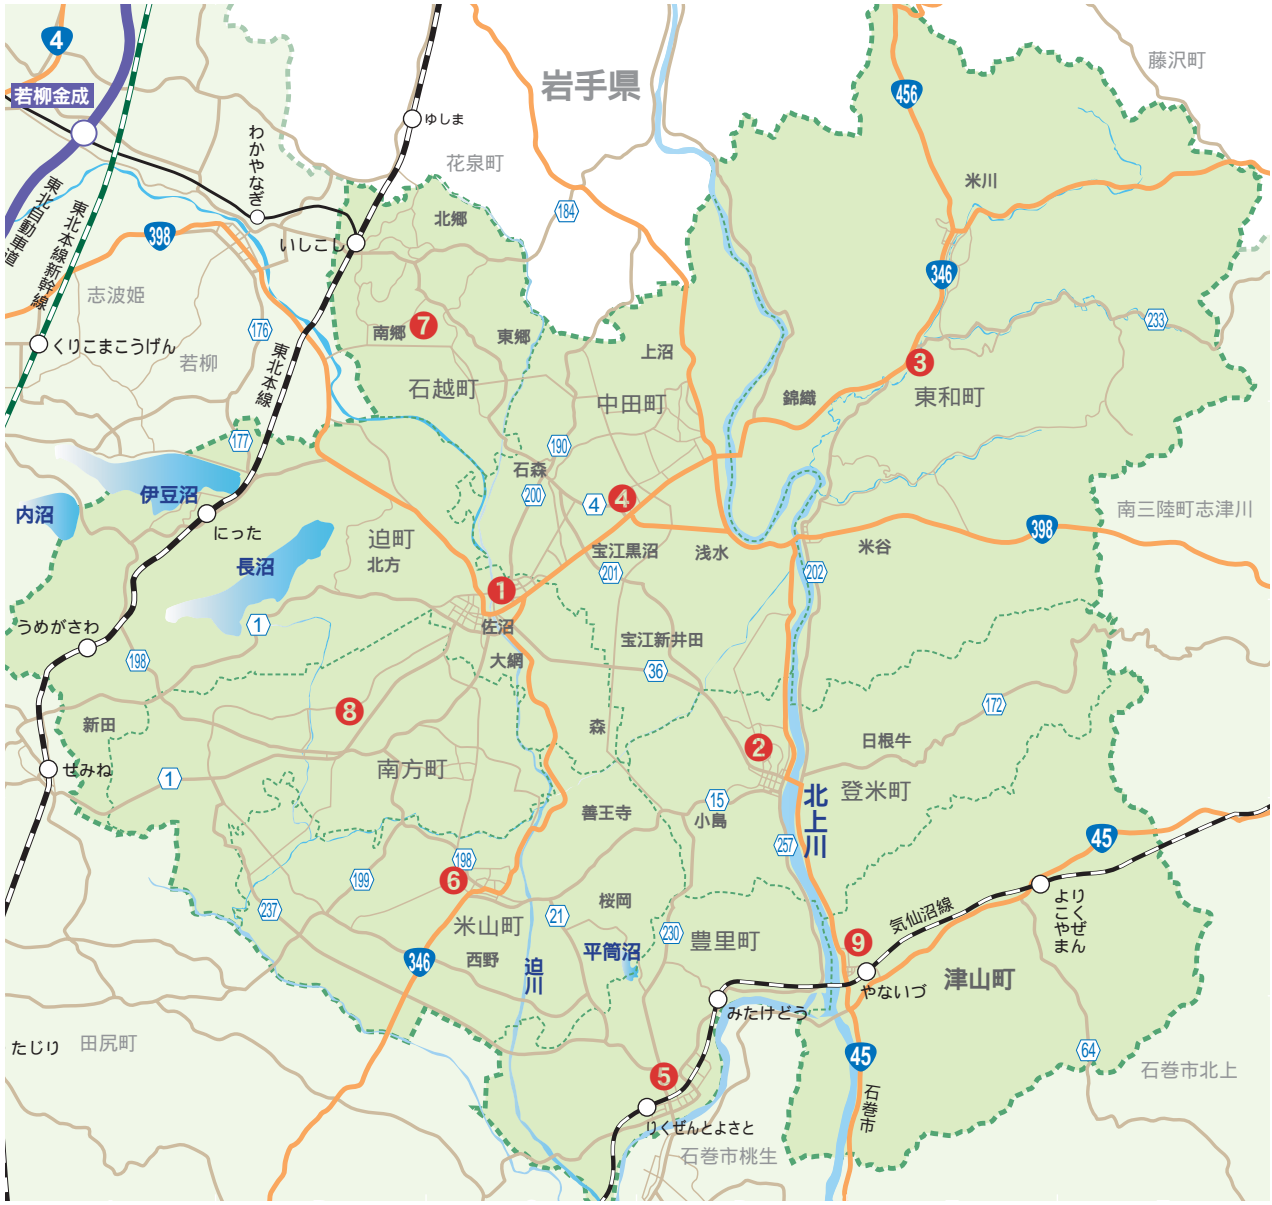 4
岩手県
藤沢町
若柳金成
456
ゆしま
わかやなぎ
花泉町
米川
東北自動車道
東北本線新幹線
184
北郷
398
いしこし
346
志波姫
176
南郷
7
東郷
233
くりこまこうげん
若柳
東北本線
上沼
3
石越町
中田町
錦織
東和町
177
190
石森
伊豆沼
200
4
4
内沼
にった
南三陸町志津川
398
迫町
北方
宝江黒沼
浅水
米谷
長沼
201
202
1
1
うめがさわ
佐沼
宝江新井田
198
大網
36
8
172
新田
森
2
日根牛
せみね
1
南方町
登米町
北上川
15
善王寺
小島
45
257
198
199
6
桜岡
りくぜん
よこやま
237
21
気仙沼線
米山町
230
豊里町
9
346
西野
迫川
平筒沼
やないづ
津山町
みたけどう
たじり
田尻町
45
64
5
石巻市北上
石巻市
りくぜんとよさと
石巻市桃生